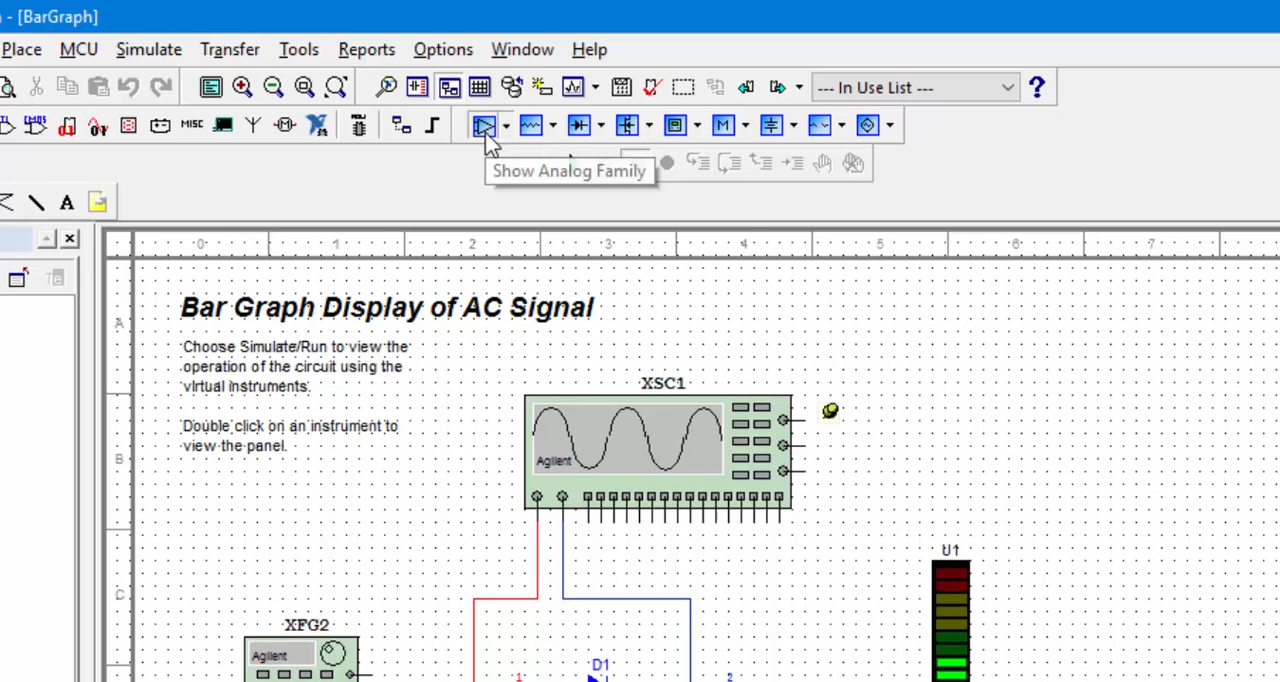 - [BarGraph]
Place MCU Simulate Transfer Tools Reports Options Window Help
--- In Use List ---
?
MISC
Show Analog Family
A
0 1 2 3 4 5 6 7
Bar Graph Display of AC Signal
A
Choose Simulate/Run to view the
operation of the circuit using the
virtual instruments.
XSC1
Double click on an instrument to
view the panel.
B
Agilent
U1
C
XFG2
Agilent
D1
1
2